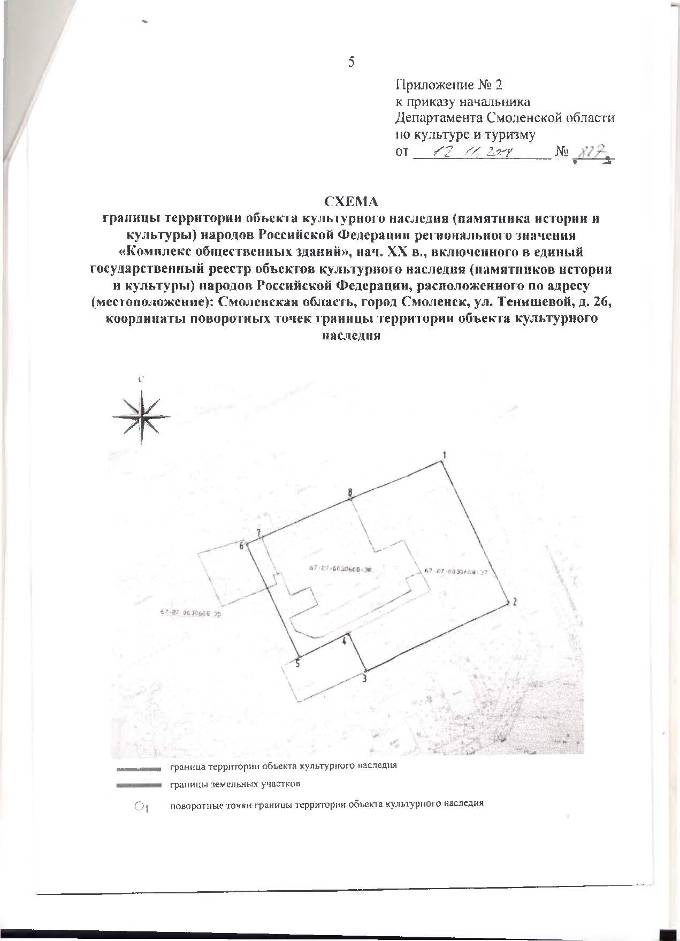 5
Приложение № 2
к приказу начальника
Департамента Смоленской области
по культуре и туризму
от 12 11. 2018 №
СХЕМА
границы территории объекта культурного наследия (памятника истории и
культуры) народов Российской Федерации регионального значения
«Комплекс общественных зданий», нач. XX в., включенного в единый
государственный реестр объектов культурного наследия (памятников истории
и культуры) народов Российской Федерации, расположенного по адресу
(местоположение): Смоленская область, город Смоленск, ул. Тенишевой, д. 26,
координаты поворотных точек границы территории объекта культурного
наследия
С
1
8
7
6
2
4
5
3
граница территории объекта культурного наследия
границы земельных участков
1 поворотные точки границы территории объекта культурного наследия